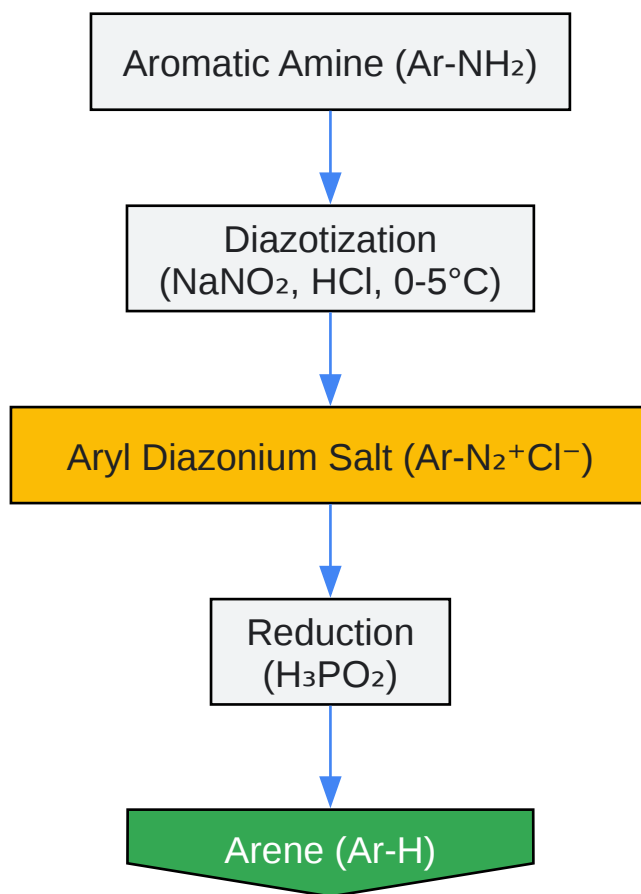 Aromatic Amine (Ar-NH₂)
Diazotization
(NaNO₂, HCl, 0-5°C)
Aryl Diazonium Salt (Ar-N₂⁺Cl⁻)
Reduction
(H₃PO₂)
Arene (Ar-H)